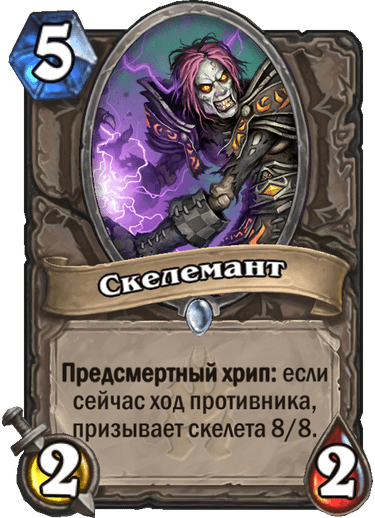 5
Скелемант
Предсмертный хрип: если
сейчас ход противника,
призывает скелета 8/8.
2
2